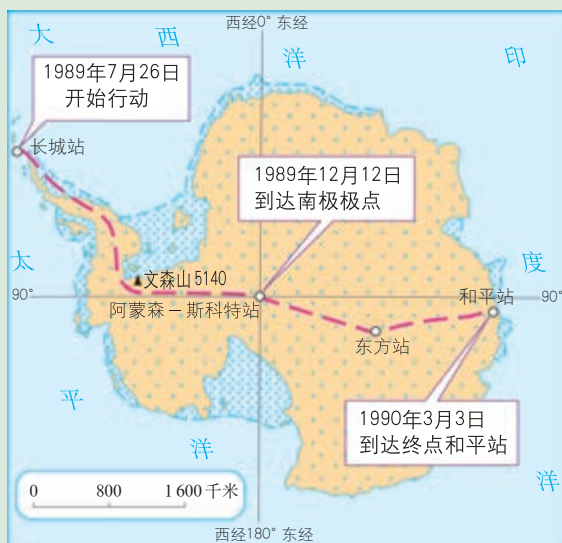 西经0° 东经
大西洋
印度洋
太平洋
1989年7月26日
开始行动
长城站
1989年12月12日
到达南极极点
文森山 5140
90°
阿蒙森－斯科特站
和平站
90°
东方站
1990年3月3日
到达终点和平站
0 800 1 600 千米
西经180° 东经